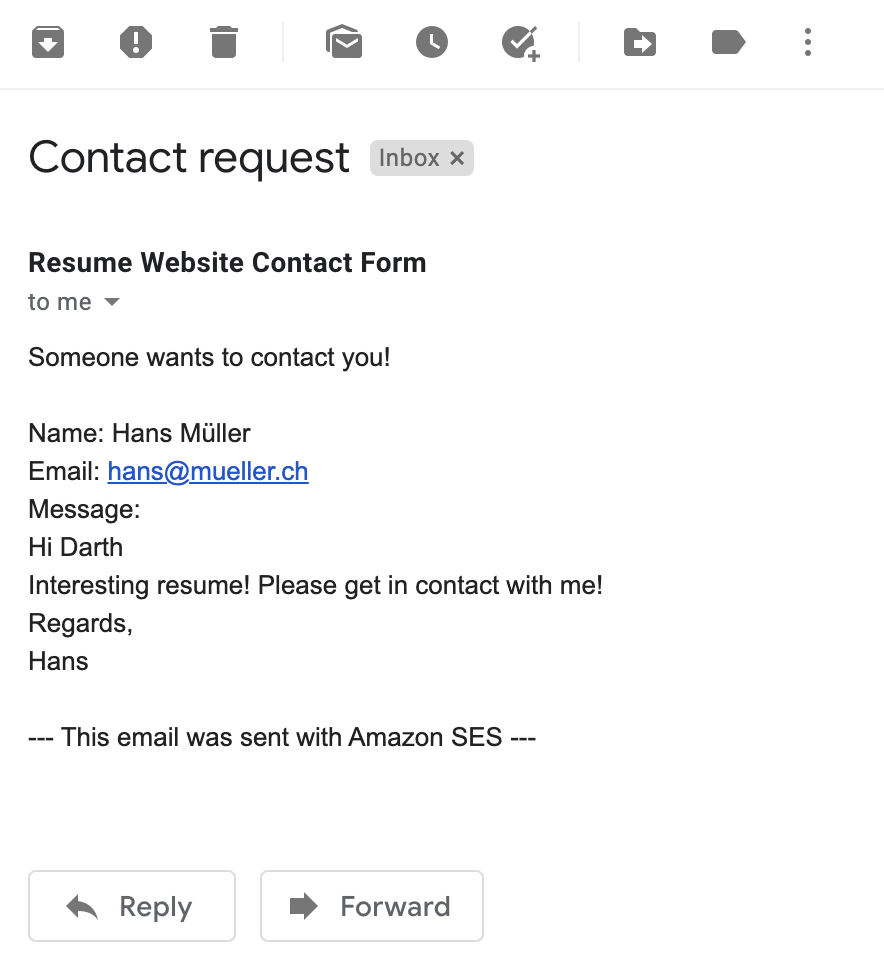 Contact request Inbox ×
Resume Website Contact Form
to me
Someone wants to contact you!
Name: Hans Müller
Email: hans@mueller.ch
Message:
Hi Darth
Interesting resume! Please get in contact with me!
Regards,
Hans
--- This email was sent with Amazon SES ---
Reply Forward